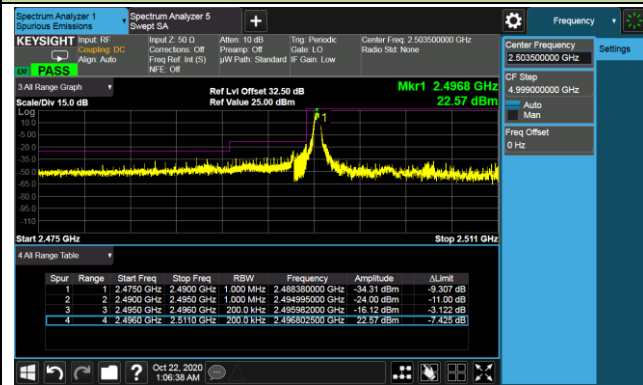 Spectrum Analyzer 1
Spurious Emissions
Spectrum Analyzer 5
Swept SA
Frequency
KEYSIGHT
Input: RF
Coupling: DC
Align: Auto
Input Z: 50 Ω
Corrections: Off
Freq Ref: Int (S)
NFE: Off
Atten: 10 dB
Preamp: Off
µW Path: Standard
Trig: Periodic
Gate: LO
IF Gain: Low
Center Freq: 2.503500000 GHz
Radio Std: None
PASS
Center Frequency
2.503500000 GHz
Settings
CF Step
4.999000000 GHz
Auto
Man
Freq Offset
0 Hz
3 All Range Graph
Scale/Div 15.0 dB
Ref Lvl Offset 32.50 dB
Ref Value 25.00 dBm
Mkr1 2.4968 GHz
22.57 dBm
Log
10.0
-5.00
-20.0
-35.0
-50.0
-65.0
-80.0
-95.0
-110
1
Start 2.475 GHz
Stop 2.511 GHz
4 All Range Table
Spur Range Start Freq Stop Freq RBW Frequency Amplitude ΔLimit
1 1 2.4750 GHz 2.4900 GHz 1.000 MHz 2.488380000 GHz -34.31 dBm -9.307 dB
2 2 2.4900 GHz 2.4950 GHz 1.000 MHz 2.494995000 GHz -24.00 dBm -11.00 dB
3 3 2.4950 GHz 2.4960 GHz 200.0 kHz 2.495982000 GHz -16.12 dBm -3.122 dB
4 4 2.4960 GHz 2.5110 GHz 200.0 kHz 2.496802500 GHz 22.57 dBm -7.425 dB
Oct 22, 2020
1:06:38 AM